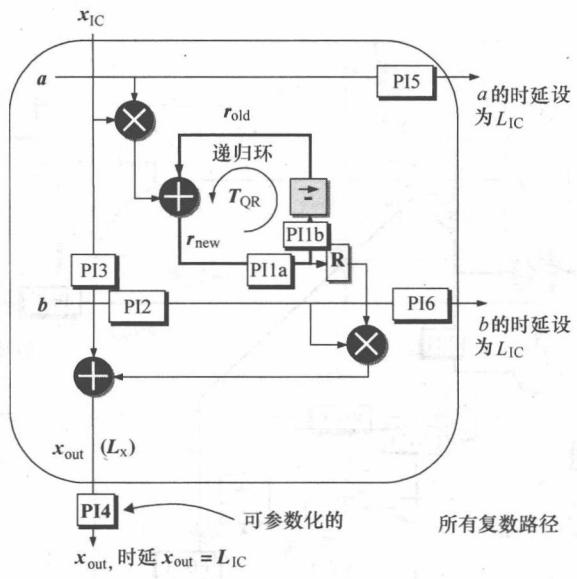 x_IC
a
PI5
a的时延设
为L_IC
r_old
递归环
T_QR
r_new
PI1b
PI1a
R
PI3
b
PI2
PI6
b的时延设
为L_IC
x_out (L_x)
PI4
可参数化的
所有复数路径
x_out, 时延 x_out = L_IC